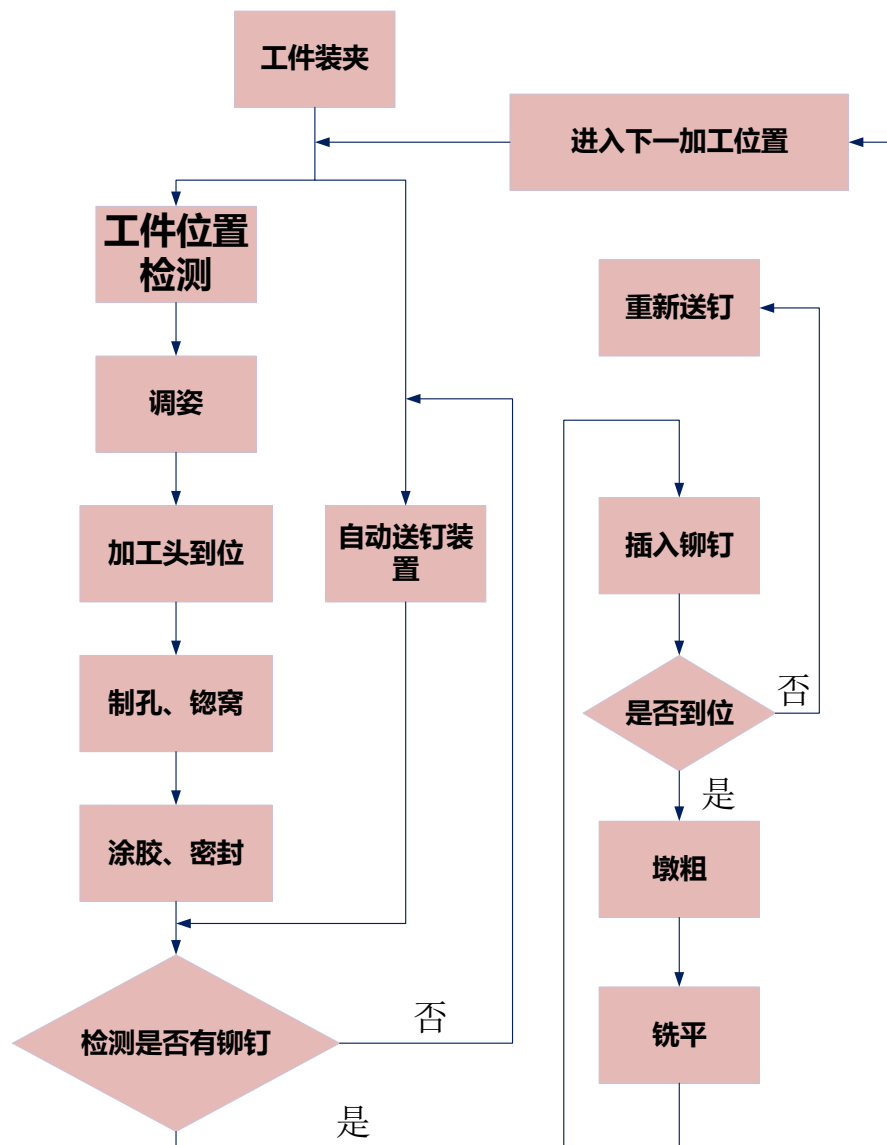 工件装夹
进入下一加工位置
工件位置
检测
重新送钉
调姿
加工头到位
自动送钉装
置
插入铆钉
制孔、锪窝
是否到位
否
是
涂胶、密封
墩粗
检测是否有铆钉
否
铣平
是